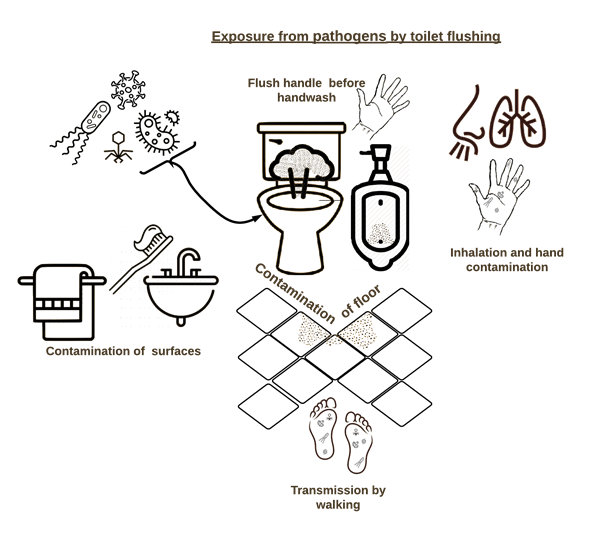 Exposure from pathogens by toilet flushing
Flush handle before
handwash
Inhalation and hand
contamination
Contamination of floor
Contamination of surfaces
Transmission by
walking